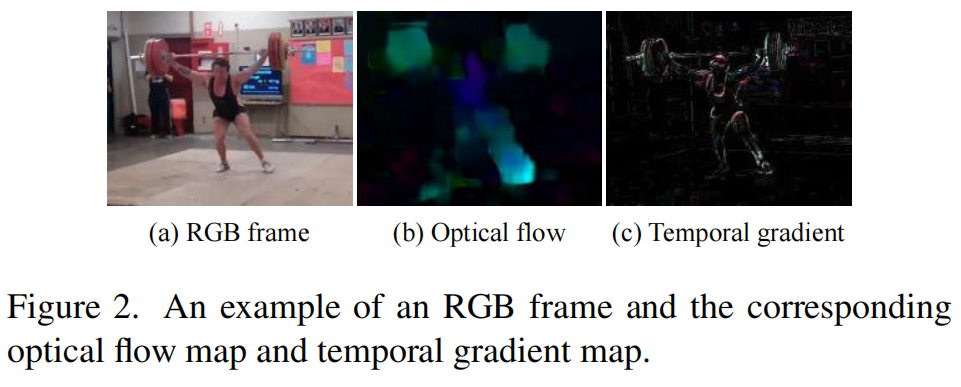 (a) RGB frame
(b) Optical flow
(c) Temporal gradient
Figure 2. An example of an RGB frame and the corresponding
optical flow map and temporal gradient map.